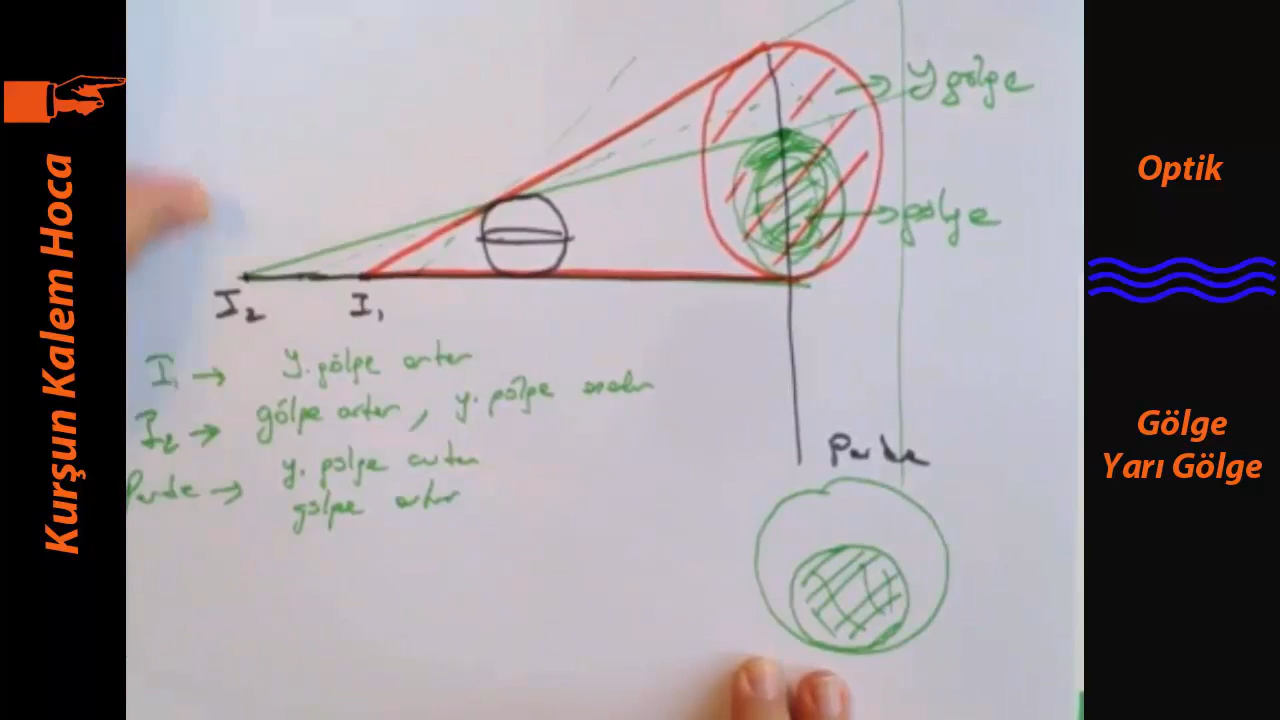 Kurşun Kalem Hoca
Optik
Gölge
Yarı Gölge
y gölge
gölge
I₂
I₁
I₁ → y. gölge artar
I₂ → gölge artar, y. gölge azalır
Perde → y. gölge artar
gölge artar
Perde